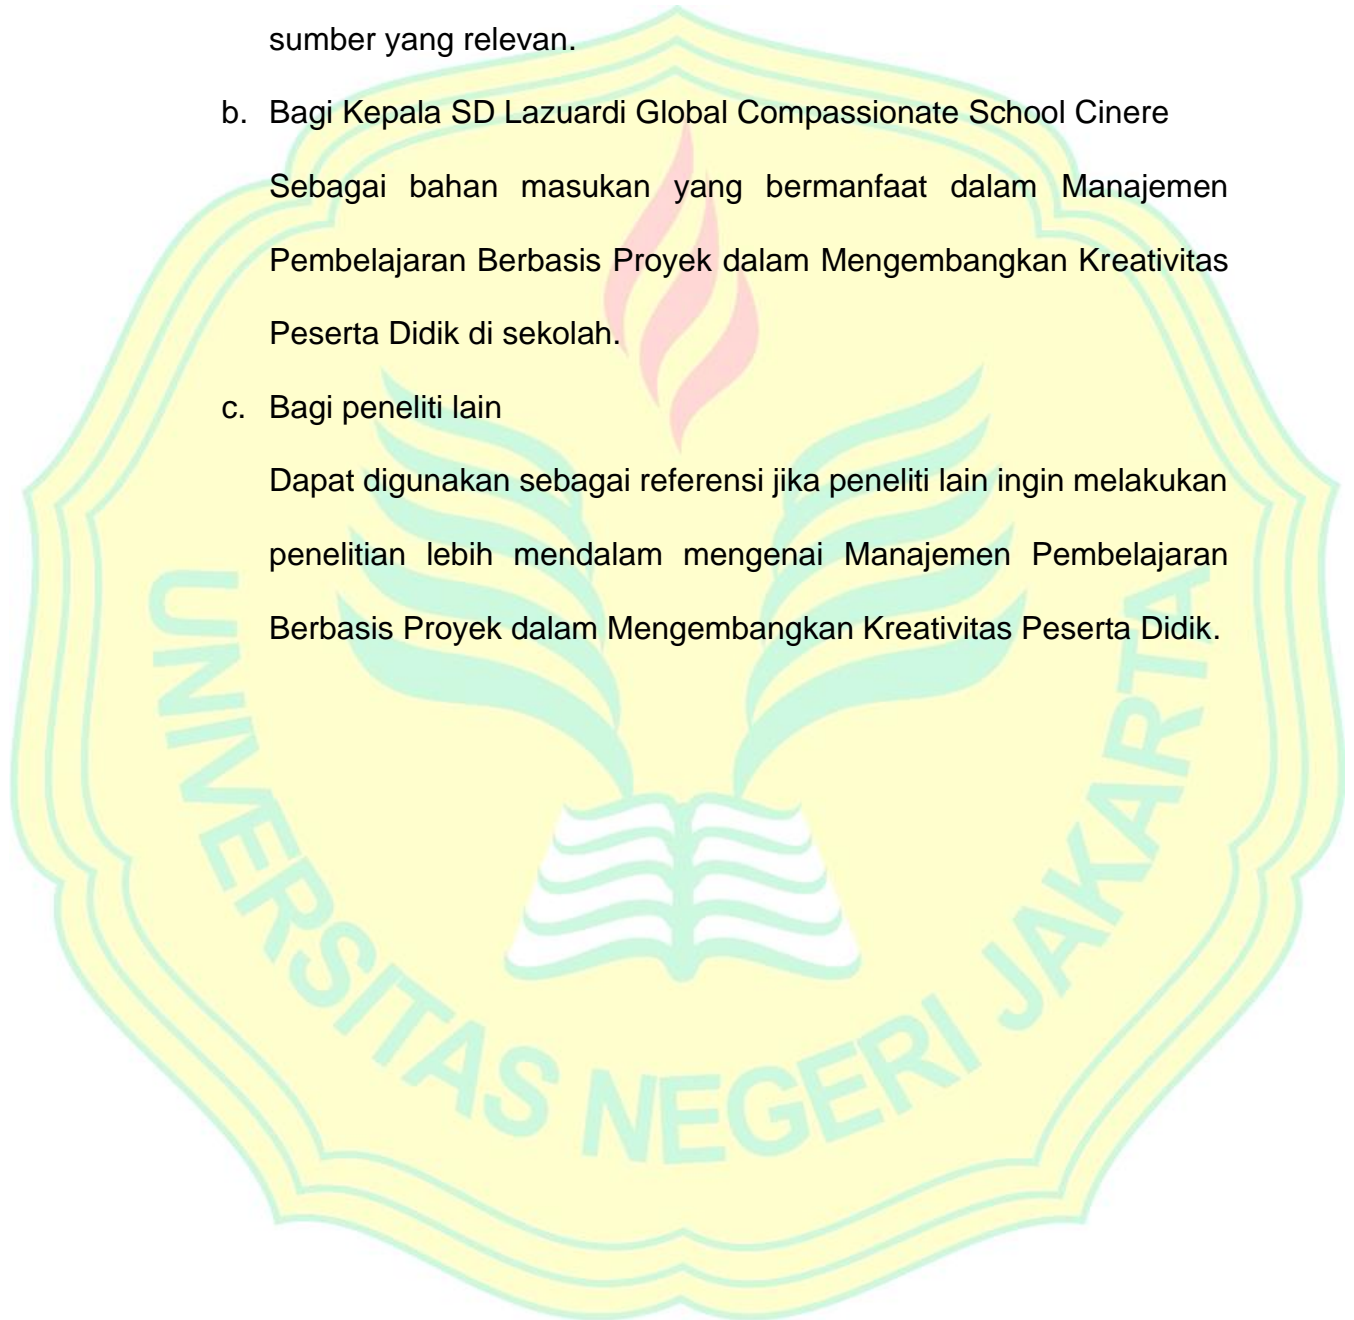 sumber yang relevan.
b. Bagi Kepala SD Lazuardi Global Compassionate School Cinere
Sebagai bahan masukan yang bermanfaat dalam Manajemen
Pembelajaran Berbasis Proyek dalam Mengembangkan Kreativitas
Peserta Didik di sekolah.
c. Bagi peneliti lain
Dapat digunakan sebagai referensi jika peneliti lain ingin melakukan
penelitian lebih mendalam mengenai Manajemen Pembelajaran
Berbasis Proyek dalam Mengembangkan Kreativitas Peserta Didik.
UNIVERSITAS NEGERI JAKARTA